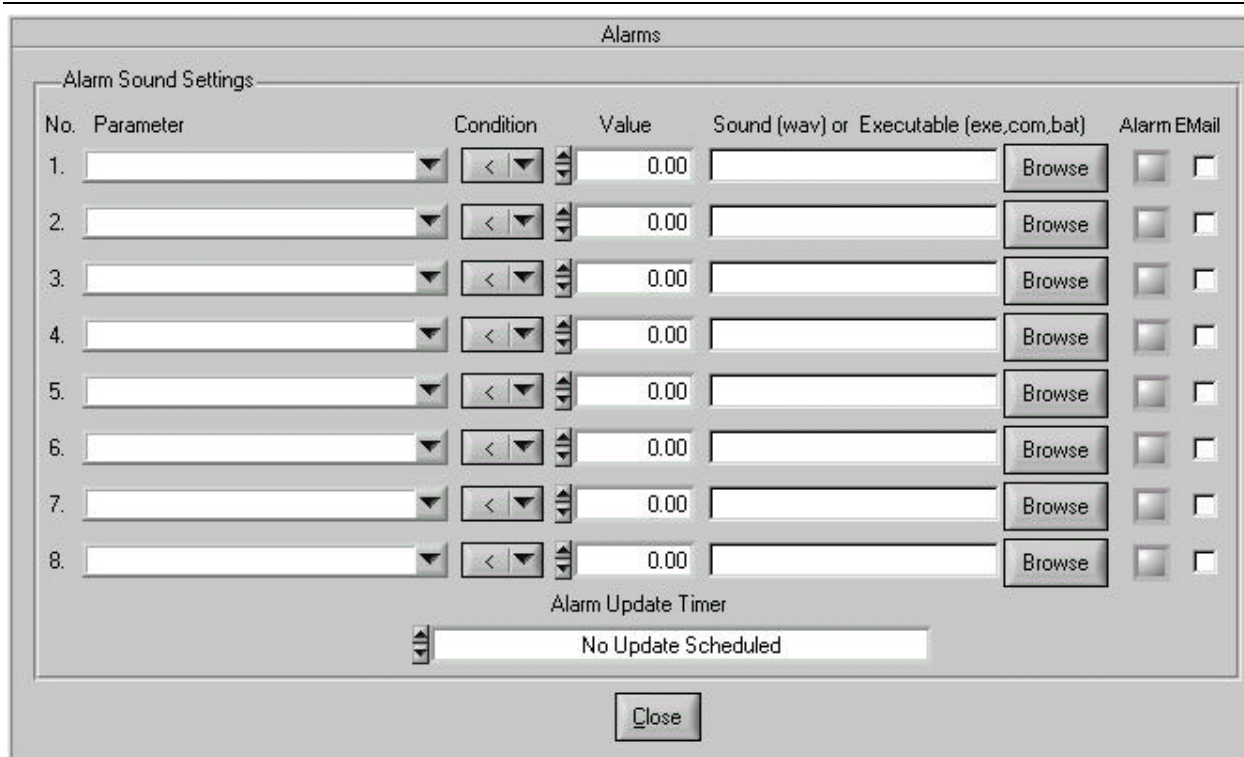 Alarms
Alarm Sound Settings
No. Parameter Condition Value Sound (wav) or Executable (exe,com,bat) Alarm EMail
1. < 0.00 Browse
2. < 0.00 Browse
3. < 0.00 Browse
4. < 0.00 Browse
5. < 0.00 Browse
6. < 0.00 Browse
7. < 0.00 Browse
8. < 0.00 Browse
Alarm Update Timer
No Update Scheduled
Close